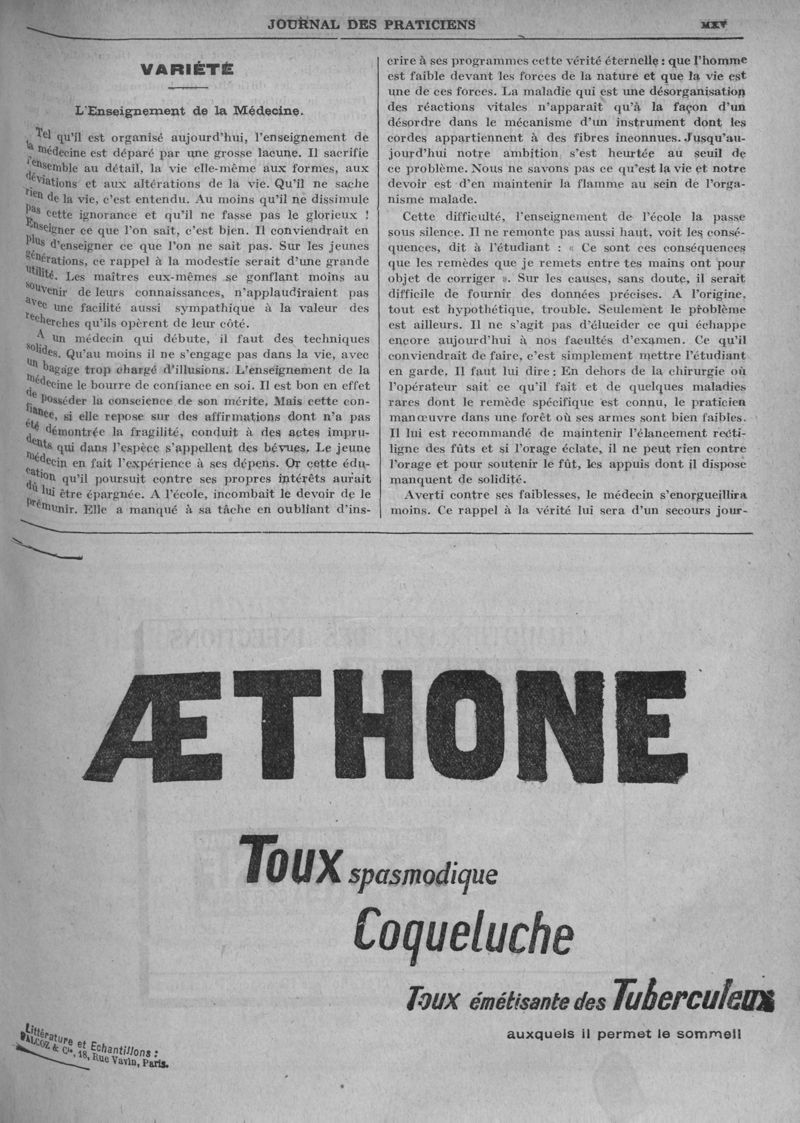 JOURNAL DES PRATICIENS
VARIÉTÉ
L'Enseignement de la Médecine.
Tel qu'il est organisé aujourd'hui, l'enseignement de
la médecine est déparé par une grosse lacune. Il sacrifie
l'ensemble au détail, la vie elle-même aux formes, aux
déviations et aux altérations de la vie. Qu'il ne sache
rien de la vie, c'est entendu. Au moins qu'il ne dissimule
pas cette ignorance et qu'il ne fasse pas le glorieux !
Enseigner ce que l'on sait, c'est bien. Il conviendrait en
plus d'enseigner ce que l'on ne sait pas. Sur les jeunes
générations, ce rappel à la modestie serait d'une grande
utilité. Les maîtres eux-mêmes se gonflant moins au
souvenir de leurs connaissances, n'applaudiraient pas
avec une facilité aussi sympathique à la valeur des
recherches qu'ils opèrent de leur côté.
A un médecin qui débute, il faut des techniques
solides. Qu'au moins il ne s'engage pas dans la vie, avec
un bagage trop chargé d'illusions. L'enseignement de la
médecine le bourre de confiance en soi. Il est bon en effet
de posséder la conscience de son mérite. Mais cette con-
fiance, si elle repose sur des affirmations dont n'a pas
été démontrée la fragilité, conduit à des actes impru-
dents qui dans l'espèce s'appellent des bévues. Le jeune
médecin en fait l'expérience à ses dépens. Or cette édu-
cation qu'il poursuit contre ses propres intérêts aurait
dû lui être épargnée. A l'école, incombait le devoir de le
prémunir. Elle a manqué à sa tâche en oubliant d'ins-
crire à ses programmes cette vérité éternelle : que l'homme
est faible devant les forces de la nature et que la vie est
une de ces forces. La maladie qui est une désorganisation
des réactions vitales n'apparaît qu'à la façon d'un
désordre dans le mécanisme d'un instrument dont les
cordes appartiennent à des fibres inconnues. Jusqu'au-
jourd'hui notre ambition s'est heurtée au seuil de
ce problème. Nous ne savons pas ce qu'est la vie et notre
devoir est d'en maintenir la flamme au sein de l'orga-
nisme malade.
Cette difficulté, l'enseignement de l'école la passe
sous silence. Il ne remonte pas aussi haut, voit les consé-
quences, dit à l'étudiant : « Ce sont ces conséquences
que les remèdes que je remets entre tes mains ont pour
objet de corriger ». Sur les causes, sans doute, il serait
difficile de fournir des données précises. A l'origine,
tout est hypothétique, trouble. Seulement le problème
est ailleurs. Il ne s'agit pas d'élucider ce qui échappe
encore aujourd'hui à nos facultés d'examen. Ce qu'il
conviendrait de faire, c'est simplement mettre l'étudiant
en garde. Il faut lui dire : En dehors de la chirurgie où
l'opérateur sait ce qu'il fait et de quelques maladies
rares dont le remède spécifique est connu, le praticien
manœuvre dans une forêt où ses armes sont bien faibles.
Il lui est recommandé de maintenir l'élancement recti-
ligne des fûts et si l'orage éclate, il ne peut rien contre
l'orage et pour soutenir le fût, les appuis dont il dispose
manquent de solidité.
Averti contre ses faiblesses, le médecin s'enorgueillira
moins. Ce rappel à la vérité lui sera d'un secours jour-
ÆTHONE
Toux spasmodique
Coqueluche
Toux émétisante des Tuberculeux
auxquels il permet le sommeil
Littérature et Echantillons :
FALCOZ & Cie, 18, Rue Vavin, Paris.